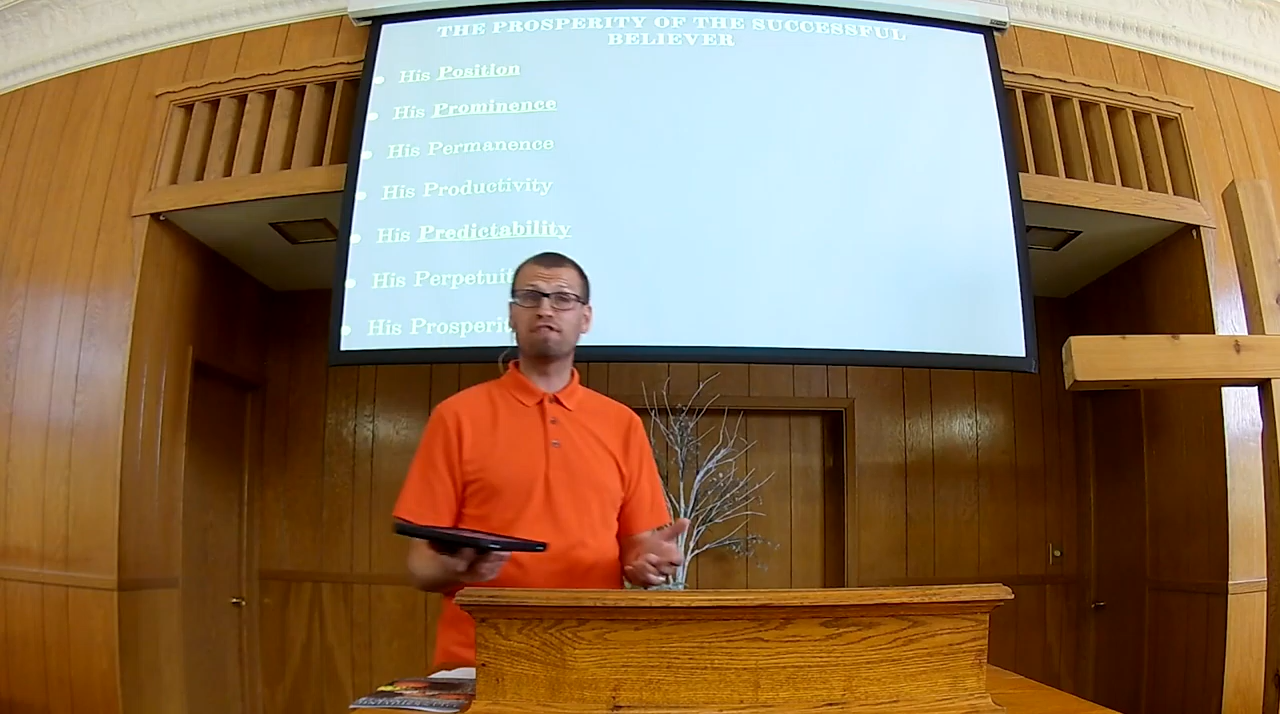 THE PROSPERITY OF THE SUCCESSFUL
BELIEVER
His Position
His Prominence
His Permanence
His Productivity
His Predictability
His
His